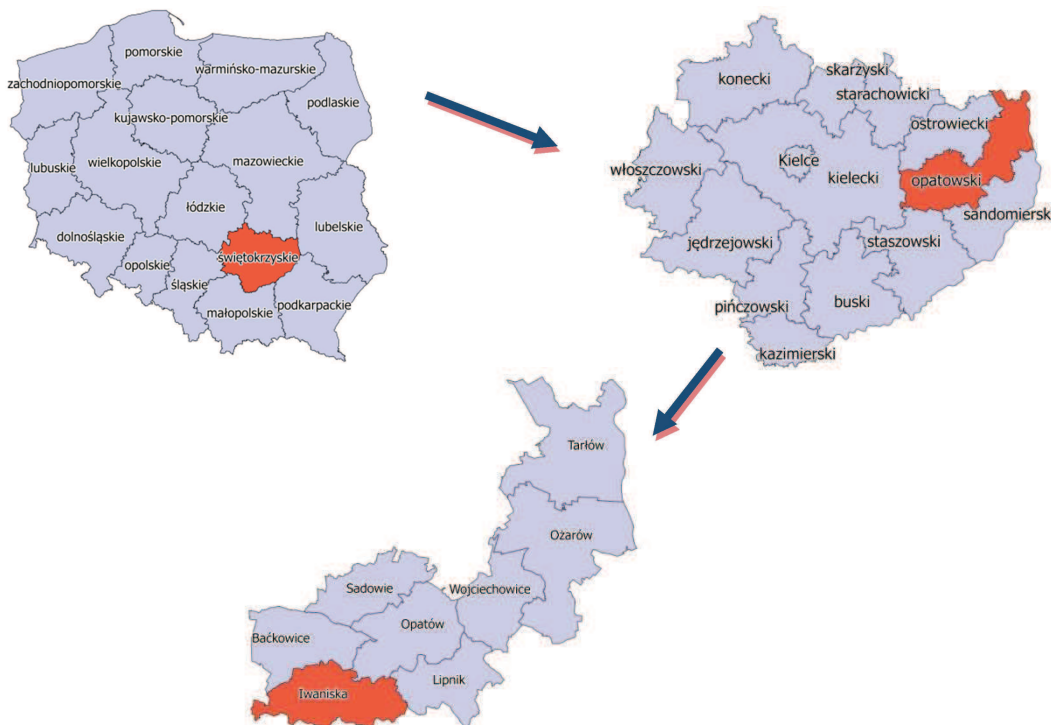 pomorskie
warmińsko-mazurskie
zachodniopomorskie
podlaskie
kujawsko-pomorskie
mazowieckie
wielkopolskie
lubuskie
łódzkie
lubelskie
dolnośląskie
świętokrzyskie
opolskie
śląskie
podkarpackie
małopolskie
skarżyski
konecki
starachowicki
ostrowiecki
Kielce
włoszczowski
kielecki
opatowski
sandomiersk
jędrzejowski
staszowski
pińczowski
buski
kazimierski
Tarłów
Ożarów
Sadowie
Wojciechowice
Opatów
Baćkowice
Lipnik
Iwaniska